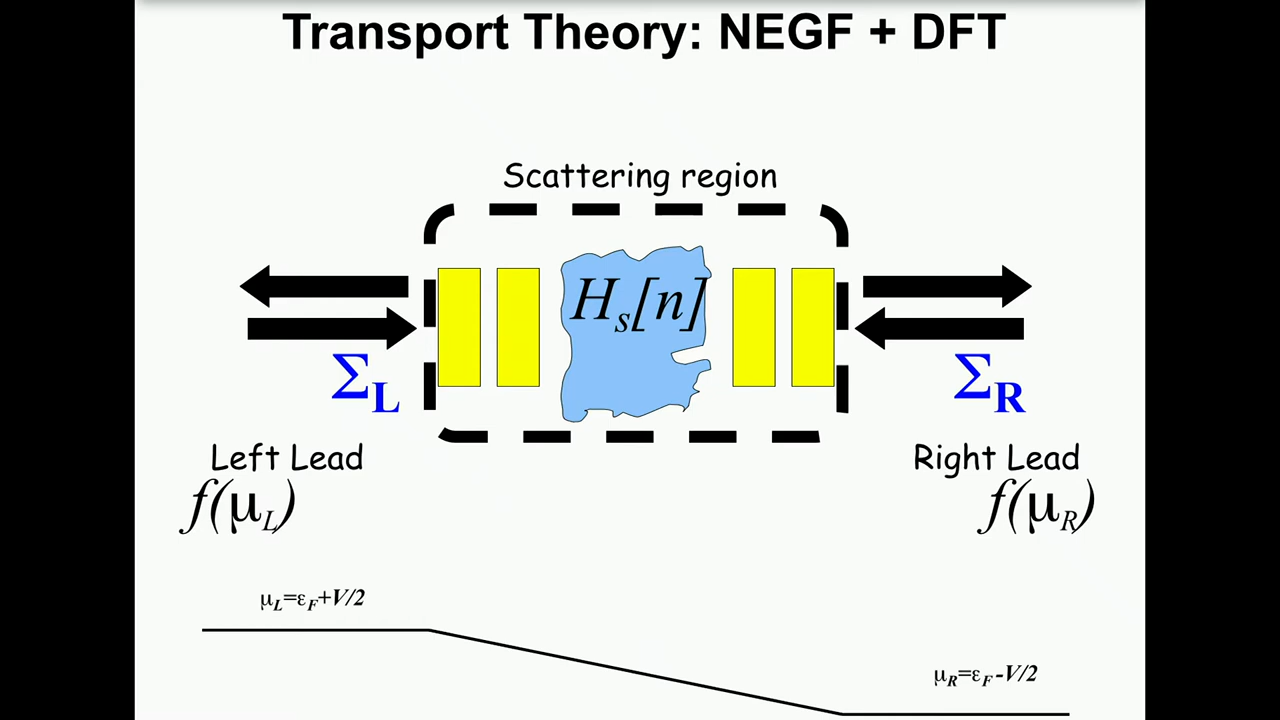 Transport Theory: NEGF + DFT
Scattering region
Hs[n]
ΣL
ΣR
Left Lead
Right Lead
f(μL)
f(μR)
μL=εF+V/2
μR=εF-V/2